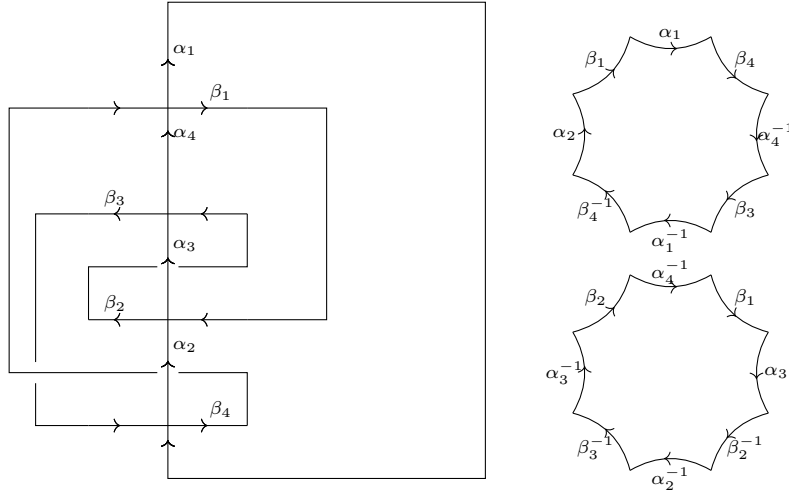 α₁
β₁
α₄
β₃
α₃
β₂
α₂
β₄
α₁
β₁ β₄
α₂ α₄⁻¹
β₄⁻¹ β₃
α₁⁻¹
α₄⁻¹
β₂ β₁
α₃⁻¹ α₃
β₃⁻¹ β₂⁻¹
α₂⁻¹